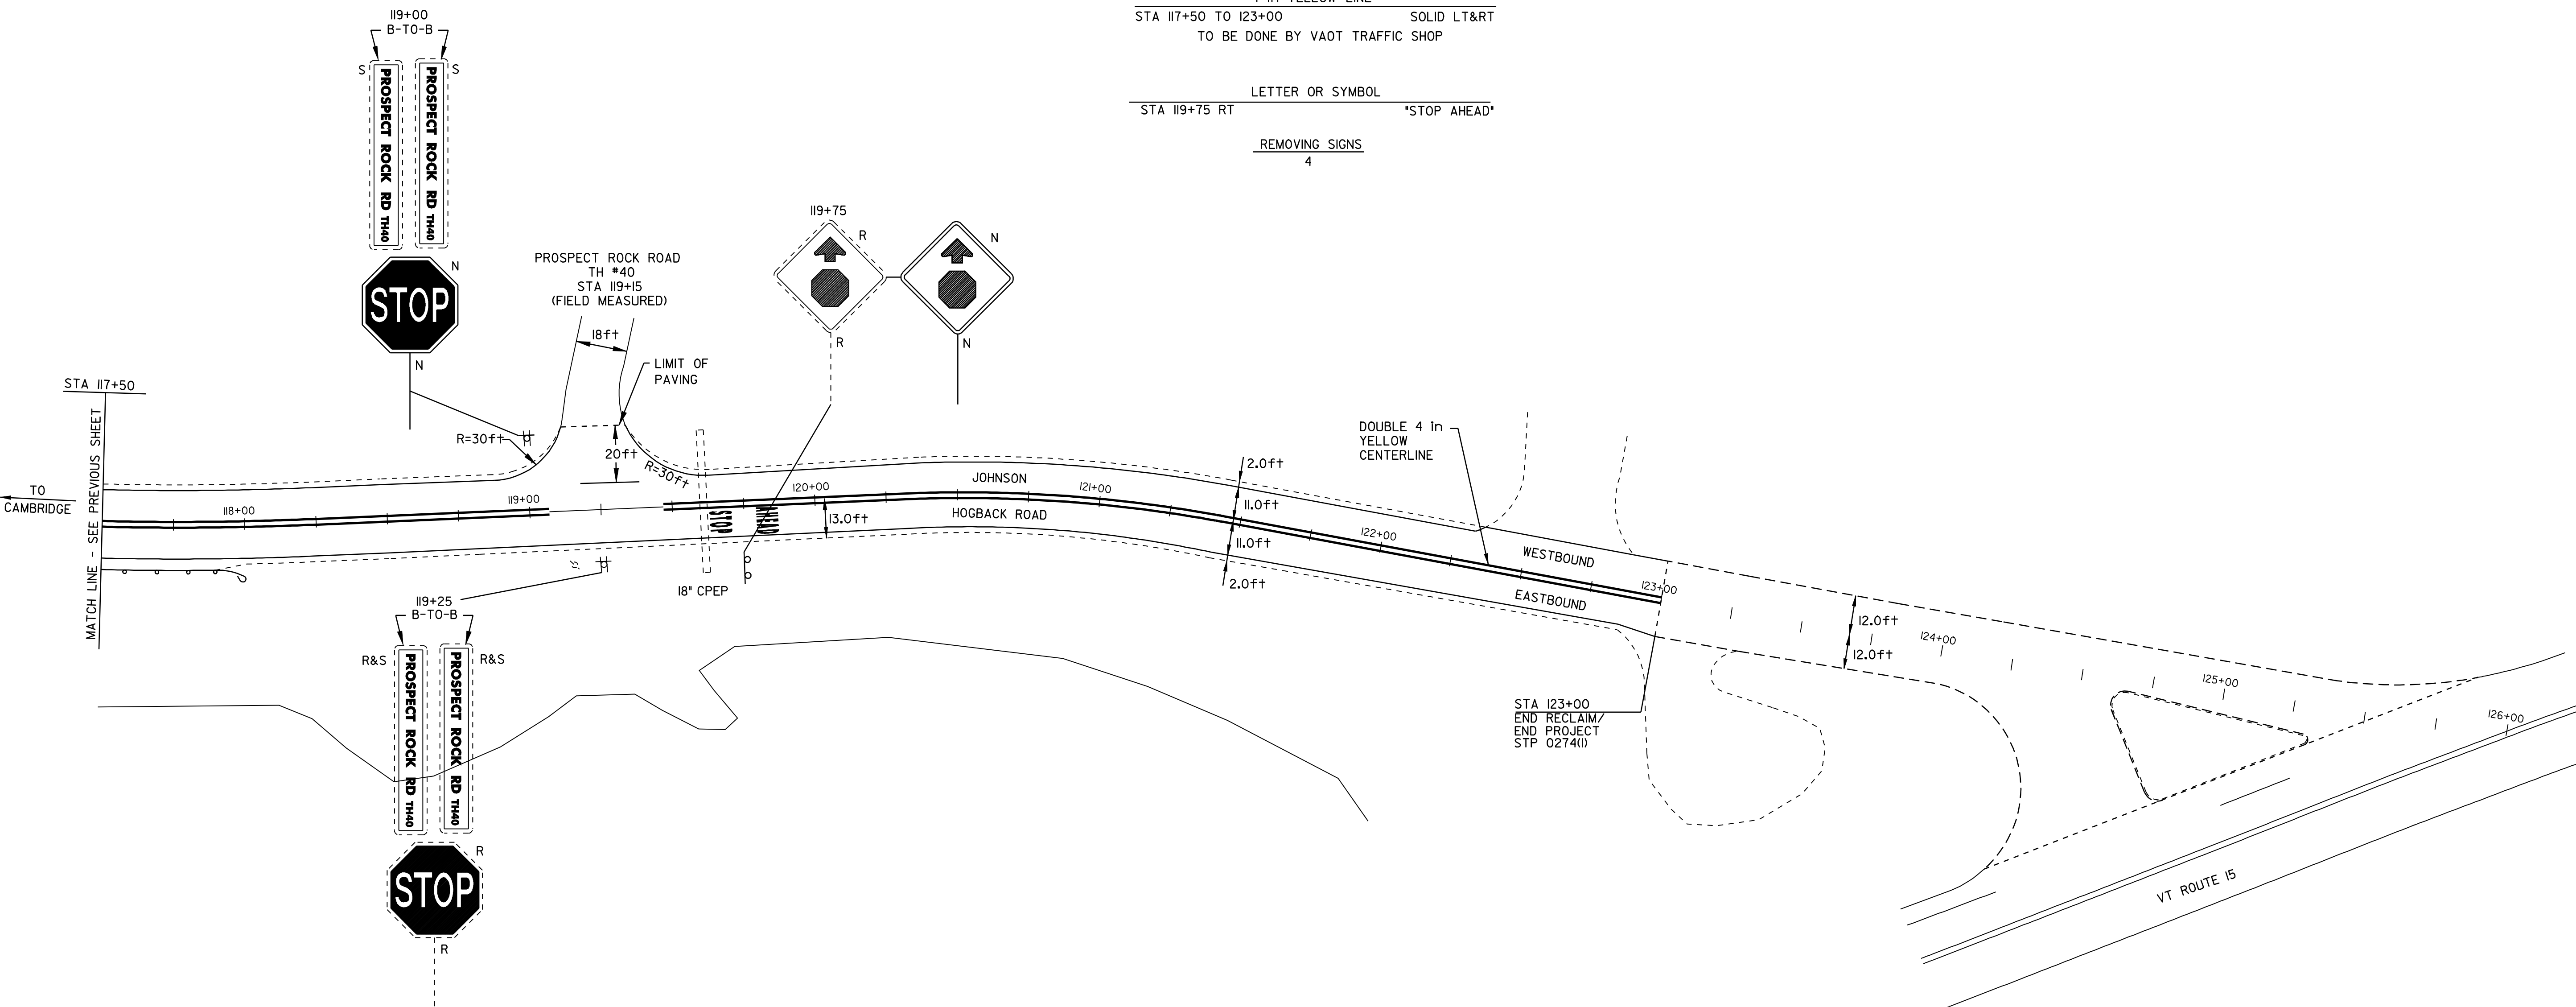 STA 117+50 TO 123+00 SOLID LT&RT
TO BE DONE BY VAOT TRAFFIC SHOP
LETTER OR SYMBOL
STA 119+75 RT "STOP AHEAD"
REMOVING SIGNS
4
119+00
B-TO-B
S
S
PROSPECT ROCK RD TH40
PROSPECT ROCK RD TH40
N
STOP
N
PROSPECT ROCK ROAD
TH #40
STA 119+15
(FIELD MEASURED)
18ft
LIMIT OF
PAVING
119+75
R
R
N
N
STA 117+50
MATCH LINE - SEE PREVIOUS SHEET
TO
CAMBRIDGE
R=30ft
20ft
R=30ft
118+00
119+00
120+00
121+00
122+00
123+00
124+00
125+00
126+00
STOP
AHEAD
13.0ft
JOHNSON
HOGBACK ROAD
2.0ft
11.0ft
11.0ft
2.0ft
DOUBLE 4 in
YELLOW
CENTERLINE
WESTBOUND
EASTBOUND
12.0ft
12.0ft
18" CPEP
119+25
B-TO-B
R&S
R&S
PROSPECT ROCK RD TH40
PROSPECT ROCK RD TH40
R
STOP
R
STA 123+00
END RECLAIM/
END PROJECT
STP 0274(1)
VT ROUTE 15